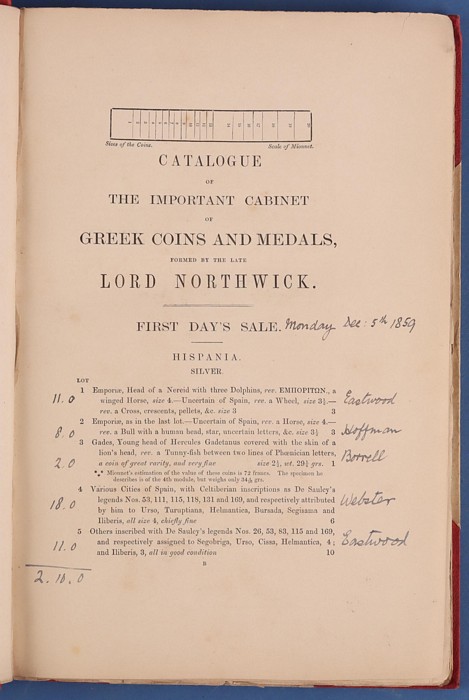 Sizes of the Coins. Scale of Mionnet.
CATALOGUE
OF
THE IMPORTANT CABINET
OF
GREEK COINS AND MEDALS,
FORMED BY THE LATE
LORD NORTHWICK.
FIRST DAY'S SALE. Monday Dec: 5th 1859
HISPANIA.
SILVER.
LOT
1 Emporiæ, Head of a Nereid with three Dolphins, rev. ΕΜΠΟΡΙΤΩΝ., a
11.0 winged Horse, size 4.—Uncertain of Spain, rev. a Wheel, size 3½.— Eastwood
rev. a Cross, crescents, pellets, &c. size 3 3
2 Emporiæ, as in the last lot.—Uncertain of Spain, rev. a Horse, size 4.—
8.0 rev. a Bull with a human head, star, uncertain letters, &c. size 3½ 3 Hoffman
3 Gades, Young head of Hercules Gaditanus covered with the skin of a
lion's head, rev. a Tunny-fish between two lines of Phœnician letters, Borrell
2.0 a coin of great rarity, and very fine size 2½, wt. 29¾ grs. 1
*** Mionnet's estimation of the value of these coins is 72 francs. The specimen he
describes is of the 4th module, but weighs only 34½ grs.
4 Various Cities of Spain, with Celtiberian inscriptions as De Sauley's
18.0 legends Nos. 53, 111, 115, 118, 131 and 169, and respectively attributed Webster
by him to Urso, Turuptiana, Helmantica, Bursada, Segisama and
Iliberis, all size 4, chiefly fine 6
5 Others inscribed with De Sauley's legends Nos. 26, 53, 83, 115 and 169,
11.0 and respectively assigned to Segobriga, Urso, Cissa, Helmantica, 4; Eastwood
and Iliberis, 3, all in good condition 10
B
2.10.0